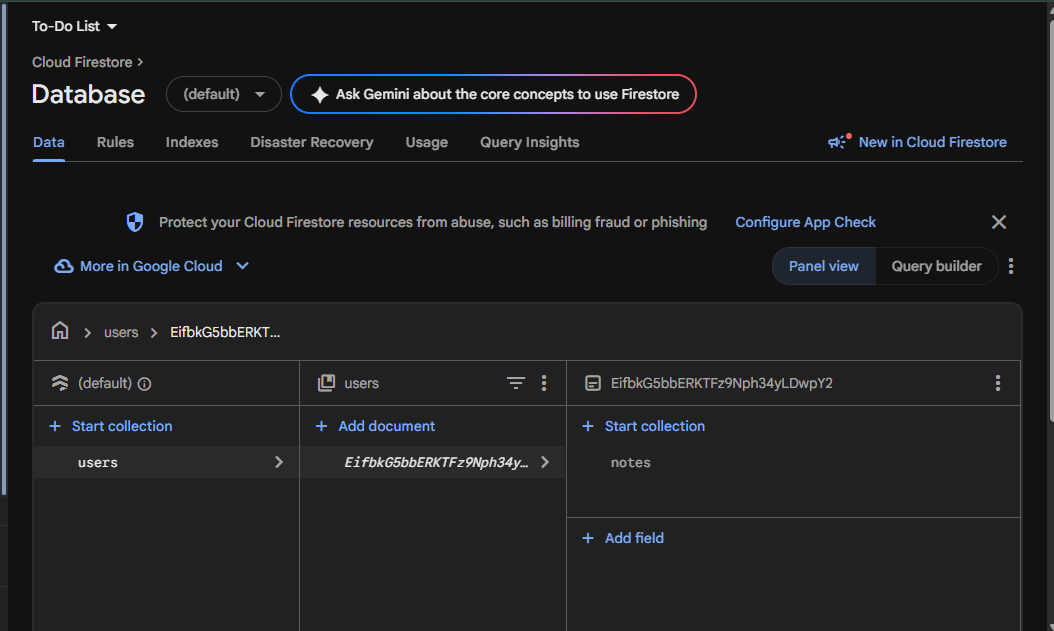 To-Do List
Cloud Firestore
Database
(default)
Ask Gemini about the core concepts to use Firestore
Data Rules Indexes Disaster Recovery Usage Query Insights New in Cloud Firestore
Protect your Cloud Firestore resources from abuse, such as billing fraud or phishing Configure App Check
More in Google Cloud
Panel view Query builder
users EifbkG5bbERKT...
(default) users EifbkG5bbERKTFz9Nph34yLDwpY2
+ Start collection + Add document + Start collection
users EifbkG5bbERKTFz9Nph34y... notes
+ Add field